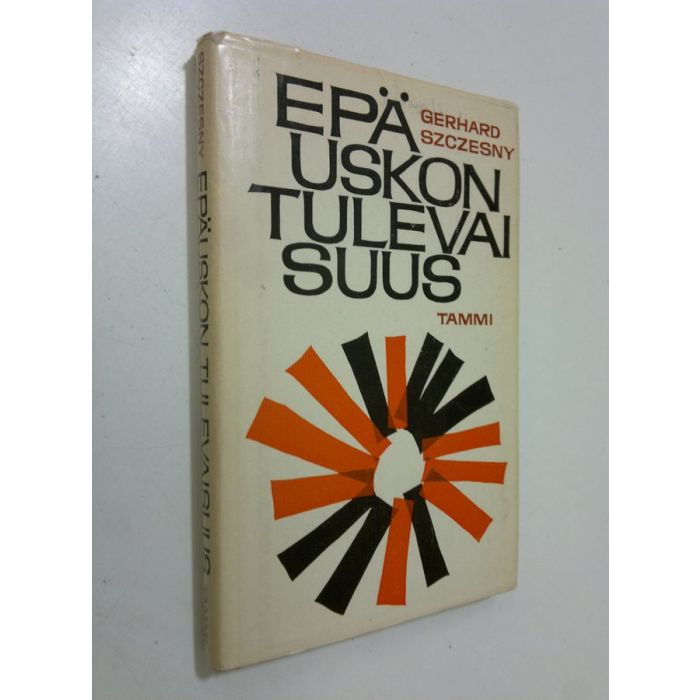 EPÄ
GERHARD
SZCZESNY
USKON
TULEVAI
SUUS
TAMMI
SZCZESNY EPÄUSKON TULEVAISUUS